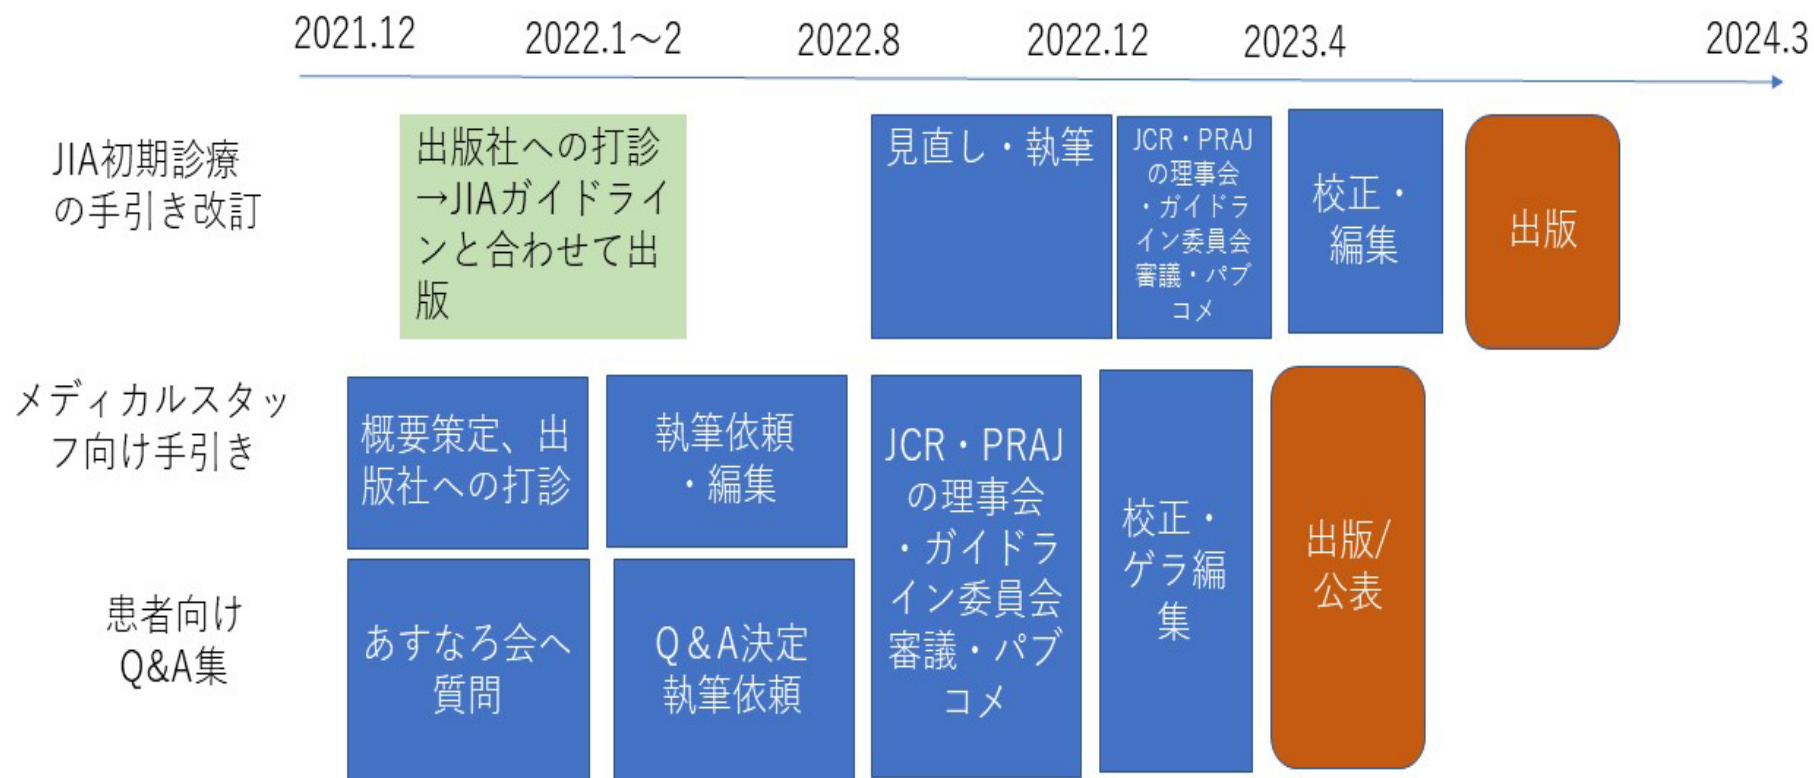 2021.12
2022.1～2
2022.8
2022.12
2023.4
2024.3
JIA初期診療
の手引き改訂
出版社への打診
→JIAガイドライ
ンと合わせて出
版
見直し・執筆
JCR・PRAJ
の理事会
・ガイドラ
イン委員会
審議・パブ
コメ
校正・
編集
出版
メディカルスタッ
フ向け手引き
概要策定、出
版社への打診
執筆依頼
・編集
JCR・PRAJ
の理事会
・ガイドラ
イン委員会
審議・パブ
コメ
校正・
ゲラ編
集
出版/
公表
患者向け
Q&A集
あすなろ会へ
質問
Q＆A決定
執筆依頼